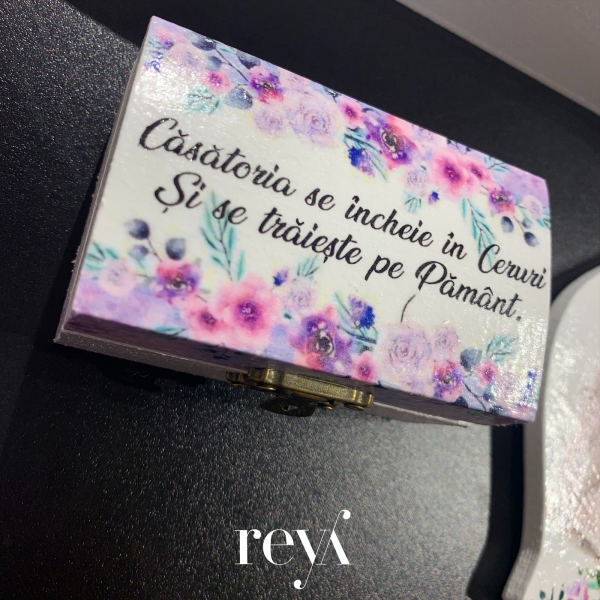 Căsătoria se încheie în Ceruri
Și se trăiește pe Pământ.
reya